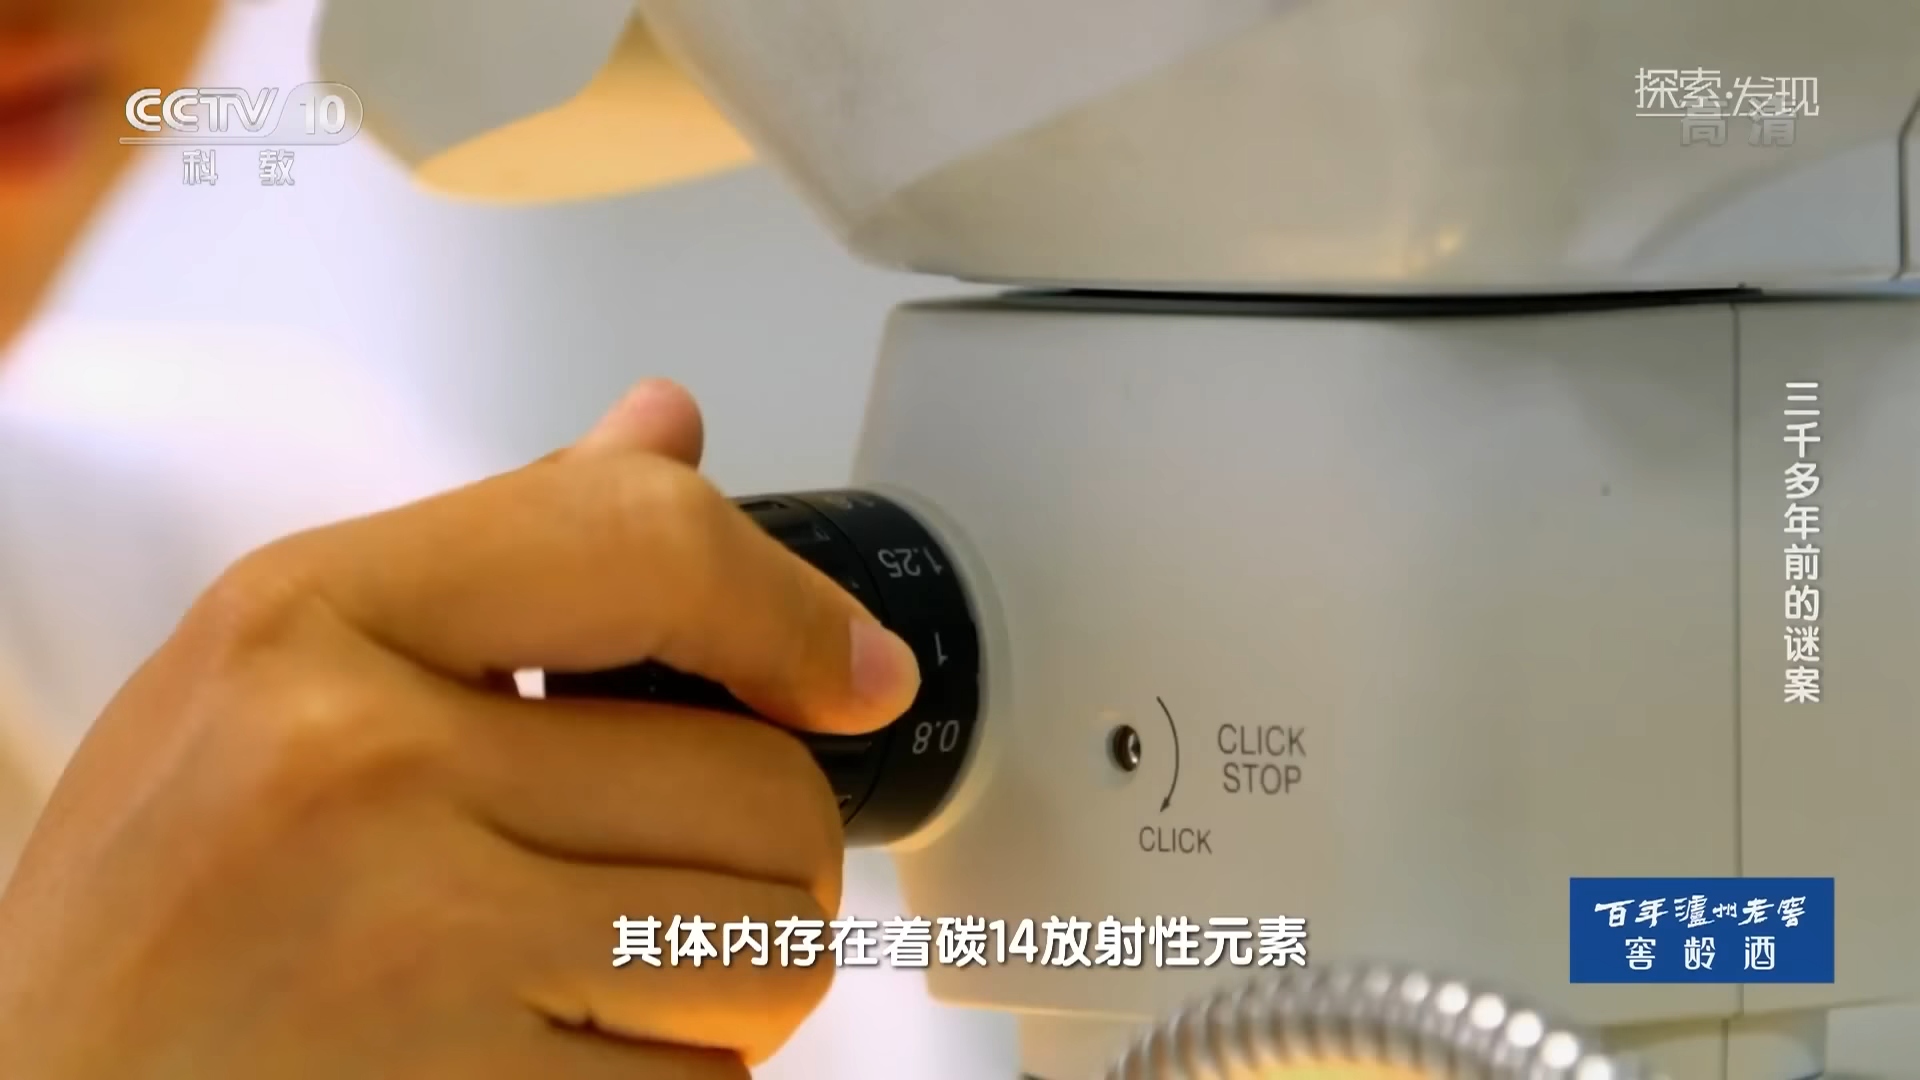 CCTV 10
科教
探索·发现
高清
三千多年前的谜案
1.25
1
0.8
CLICK
STOP
CLICK
其体内存在着碳14放射性元素
百年泸州老窖
窖龄酒